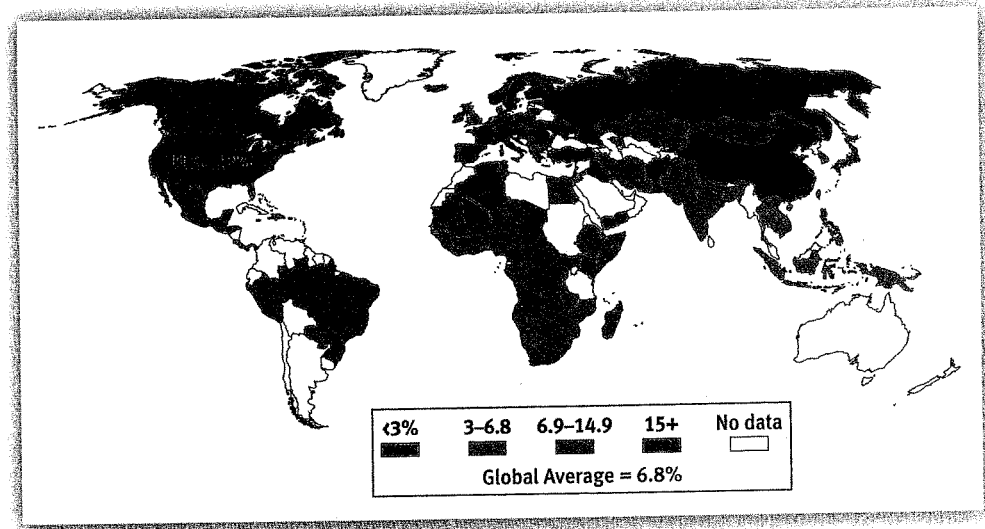 <3% 3–6.8 6.9–14.9 15+ No data
Global Average = 6.8%